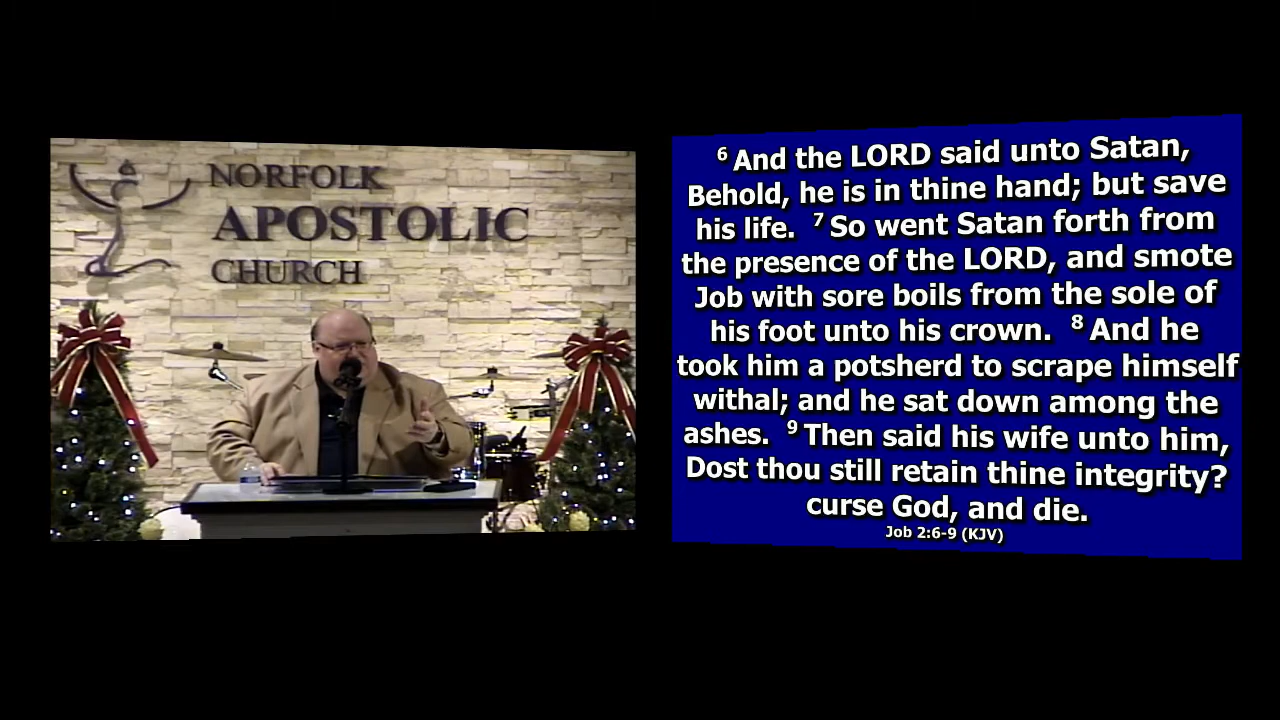 NORFOLK
APOSTOLIC
CHURCH
6 And the LORD said unto Satan,
Behold, he is in thine hand; but save
his life. 7 So went Satan forth from
the presence of the LORD, and smote
Job with sore boils from the sole of
his foot unto his crown. 8 And he
took him a potsherd to scrape himself
withal; and he sat down among the
ashes. 9 Then said his wife unto him,
Dost thou still retain thine integrity?
curse God, and die.
Job 2:6-9 (KJV)